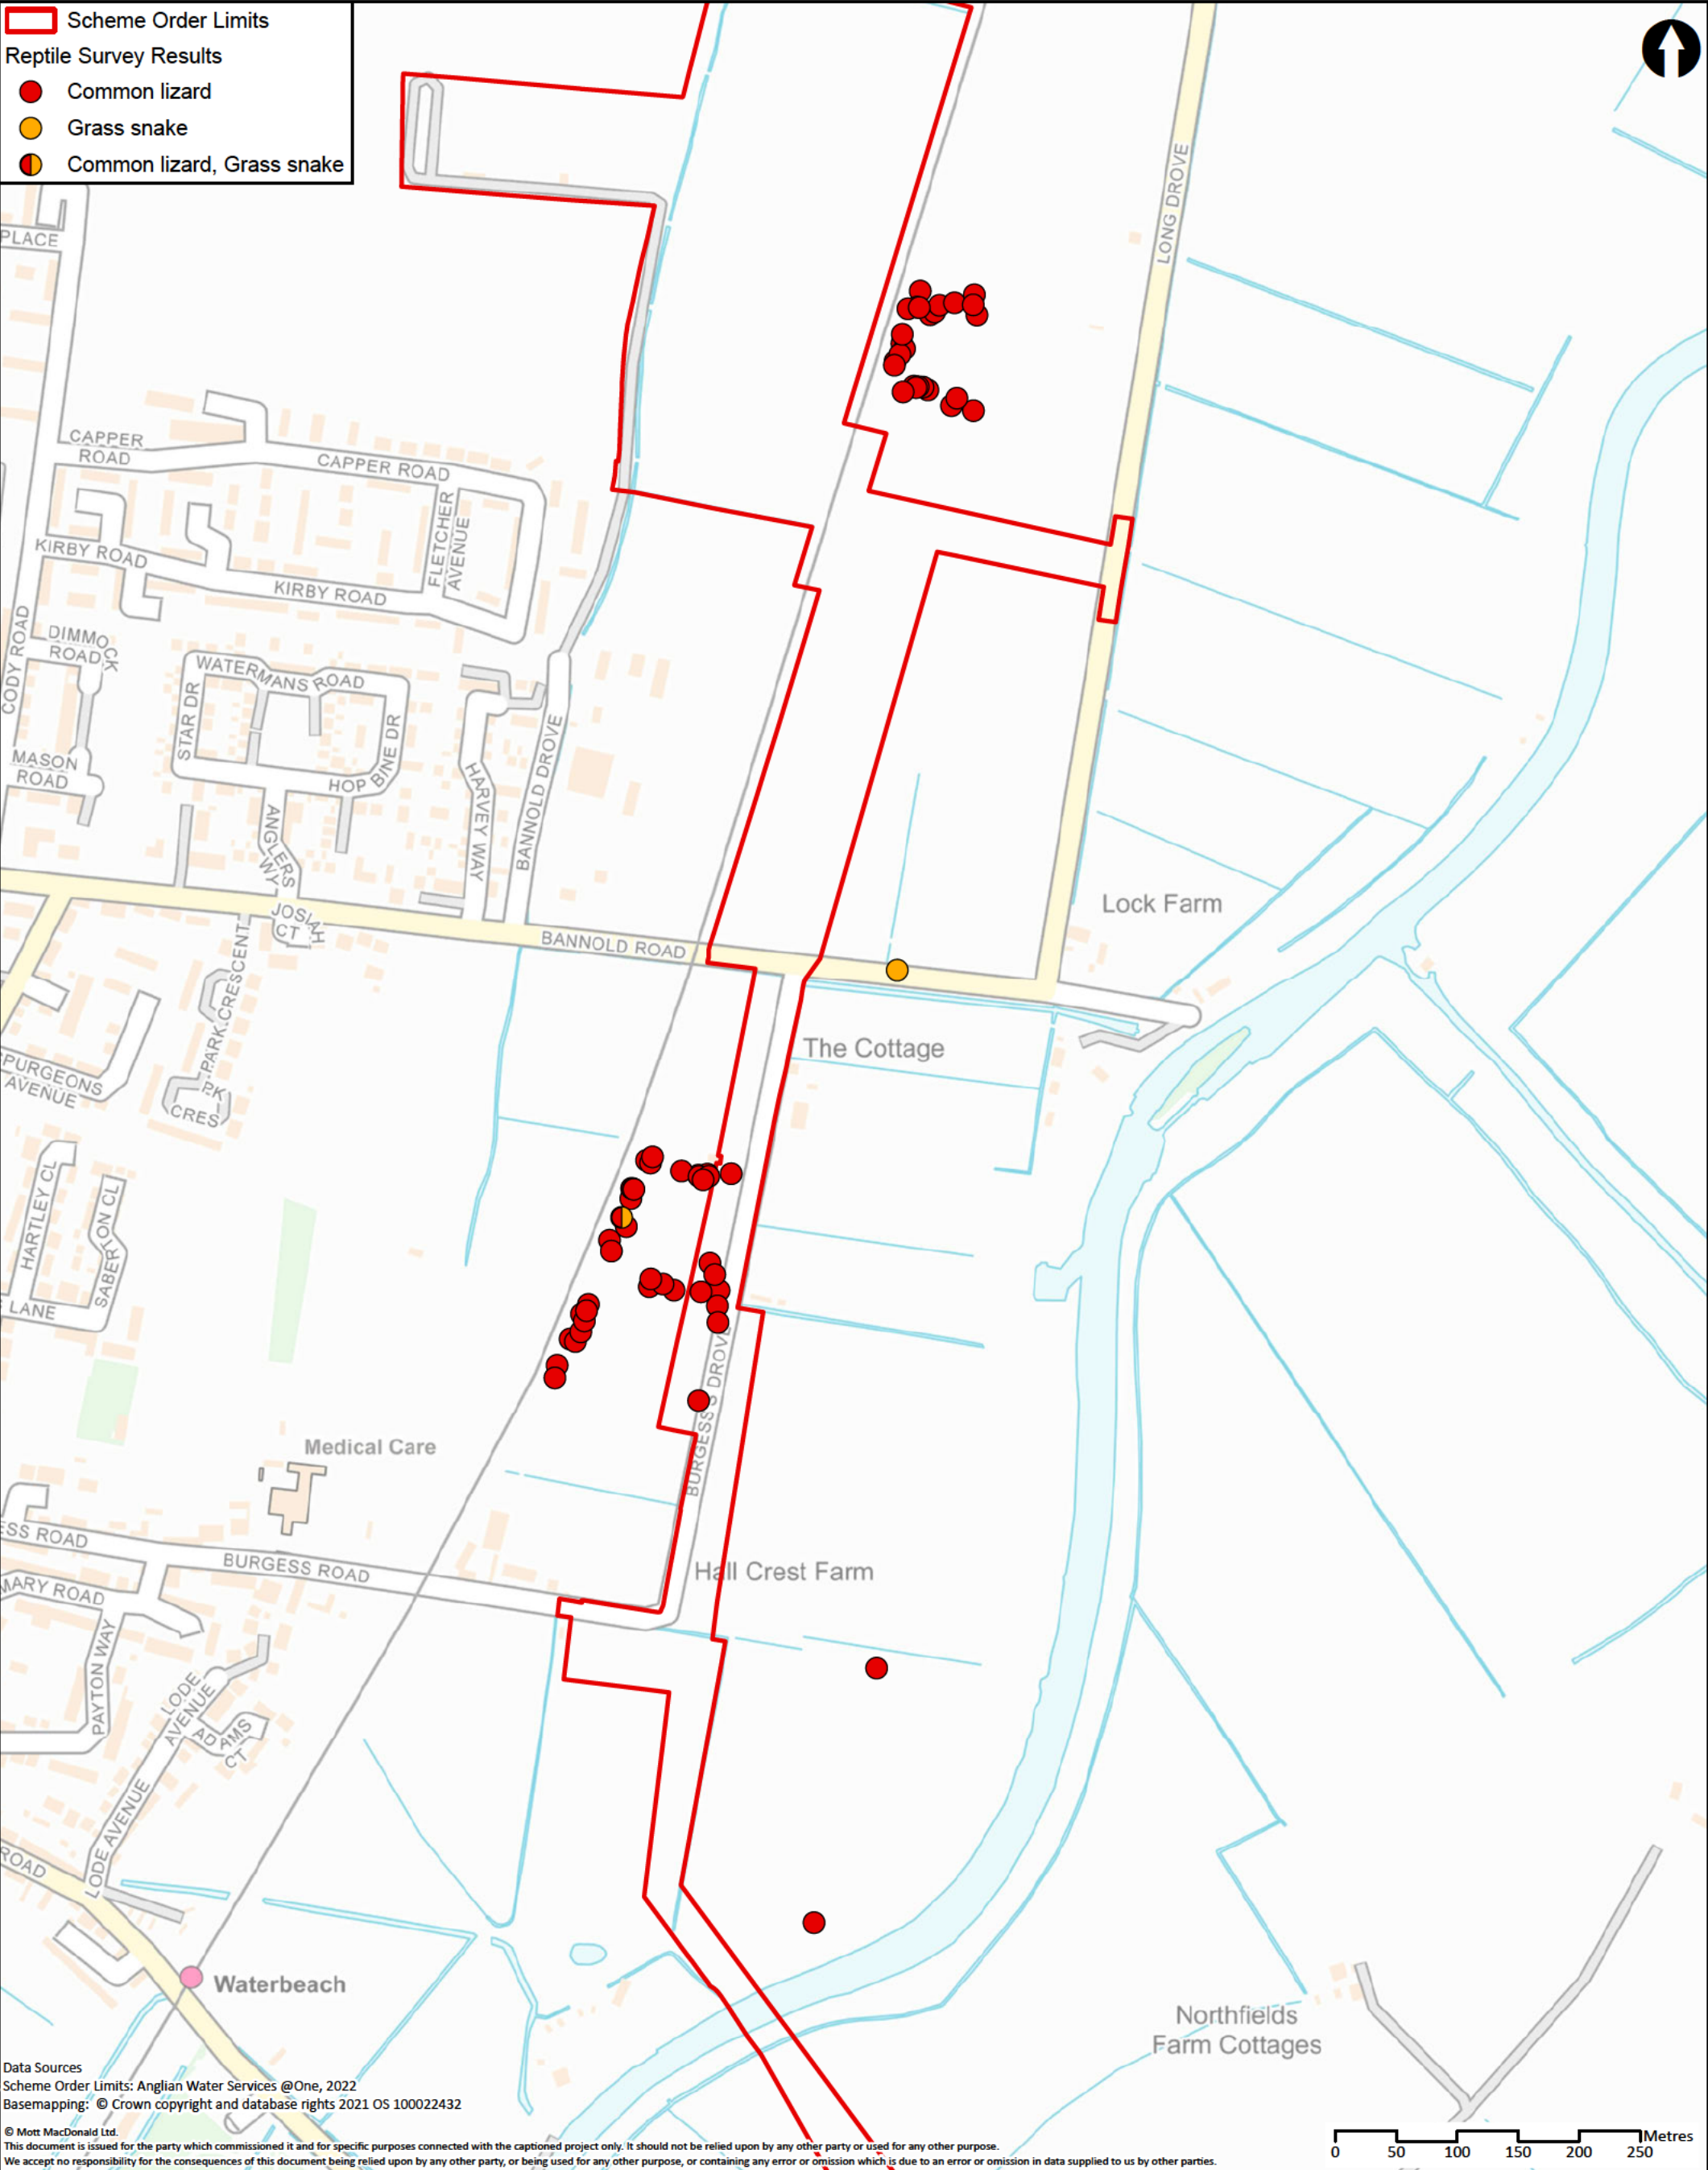 Scheme Order Limits
Reptile Survey Results
Common lizard
Grass snake
Common lizard, Grass snake
PLACE
LONG DROVE
CAPPER
ROAD
CAPPER ROAD
FLETCHER
AVENUE
KIRBY ROAD
KIRBY ROAD
CODY ROAD
DIMMOCK
ROAD
WATERMANS ROAD
STAR DR
HOP BINE DR
MASON
ROAD
ANGLERS
WY
HARVEY WAY
BANNOLD DROVE
Lock Farm
JOSIAH
CT
BANNOLD ROAD
PARK CRESCENT
The Cottage
SPURGEONS
AVENUE
PK
CRES
HARTLEY CL
SABERTON CL
LANE
BURGESS'S DROVE
Medical Care
ESS ROAD
BURGESS ROAD
Hall Crest Farm
MARY ROAD
PAYTON WAY
LODE
AVENUE
ADAMS
CT
LODE AVENUE
ROAD
Waterbeach
Northfields
Farm Cottages
Data Sources
Scheme Order Limits: Anglian Water Services @One, 2022
Basemapping: © Crown copyright and database rights 2021 OS 100022432
© Mott MacDonald Ltd.
This document is issued for the party which commissioned it and for specific purposes connected with the captioned project only. It should not be relied upon by any other party or used for any other purpose.
We accept no responsibility for the consequences of this document being relied upon by any other party, or being used for any other purpose, or containing any error or omission which is due to an error or omission in data supplied to us by other parties.
Metres
0 50 100 150 200 250